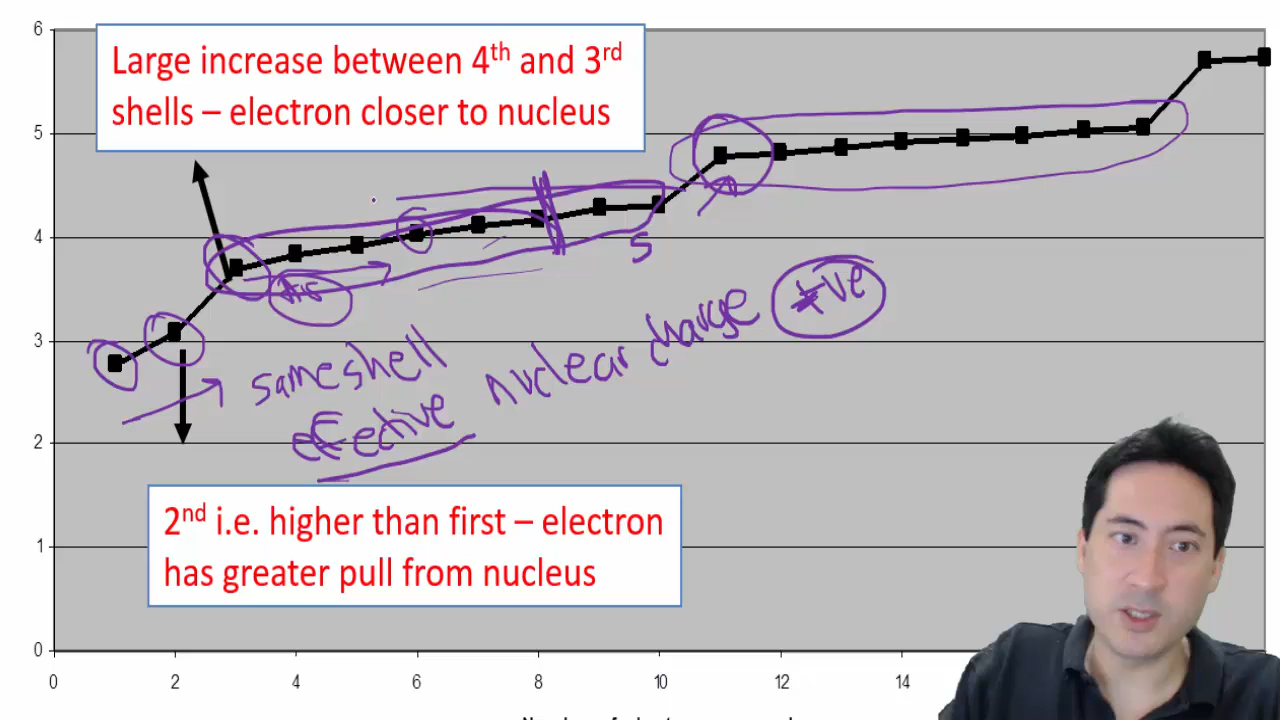 6
Large increase between 4th and 3rd
shells – electron closer to nucleus
5
4
s
3
same shell
effective nuclear charge +ve
2
2nd i.e. higher than first – electron
has greater pull from nucleus
1
0
0 2 4 6 8 10 12 14